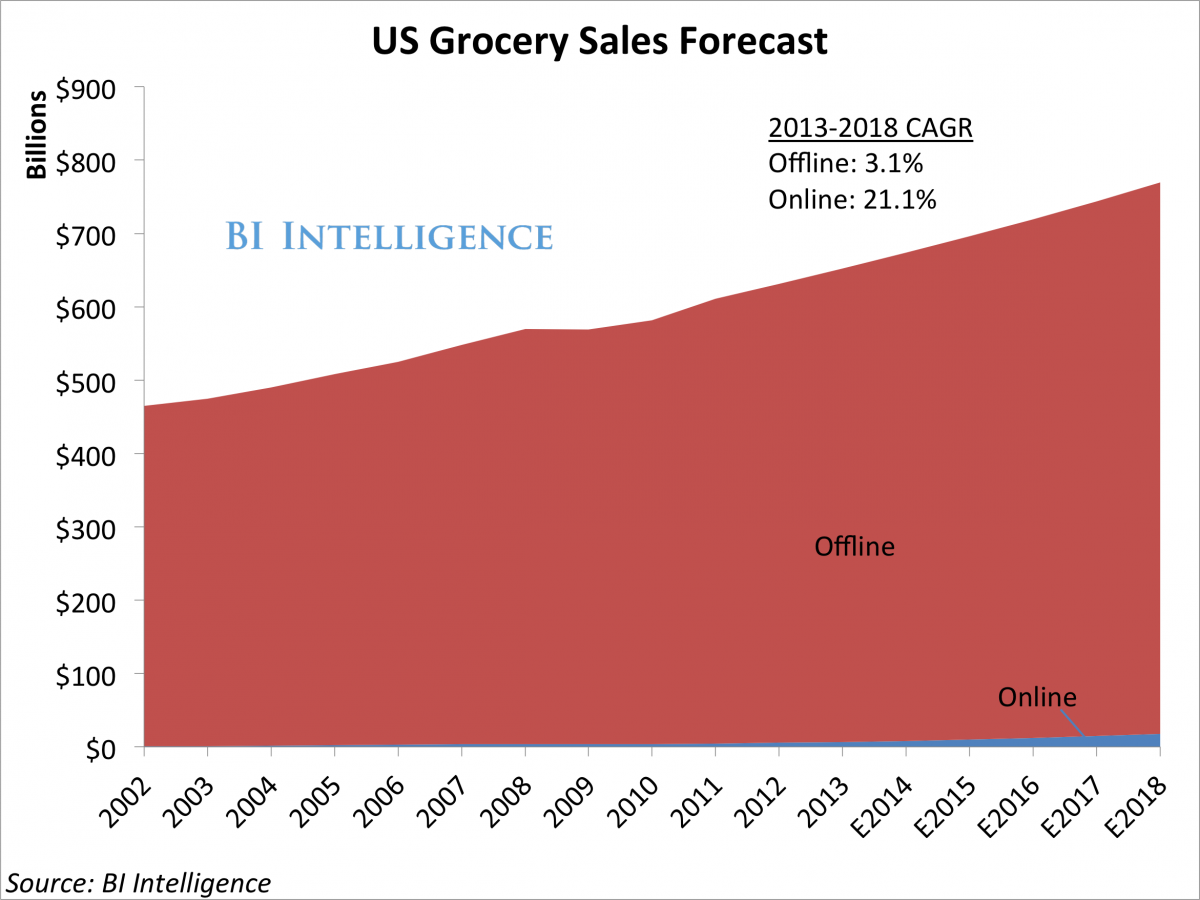 US Grocery Sales Forecast
Billions
$900
$800
$700
$600
$500
$400
$300
$200
$100
$0
2013-2018 CAGR
Offline: 3.1%
Online: 21.1%
BI INTELLIGENCE
Offline
Online
2002
2003
2004
2005
2006
2007
2008
2009
2010
2011
2012
2013
E2014
E2015
E2016
E2017
E2018
Source: BI Intelligence